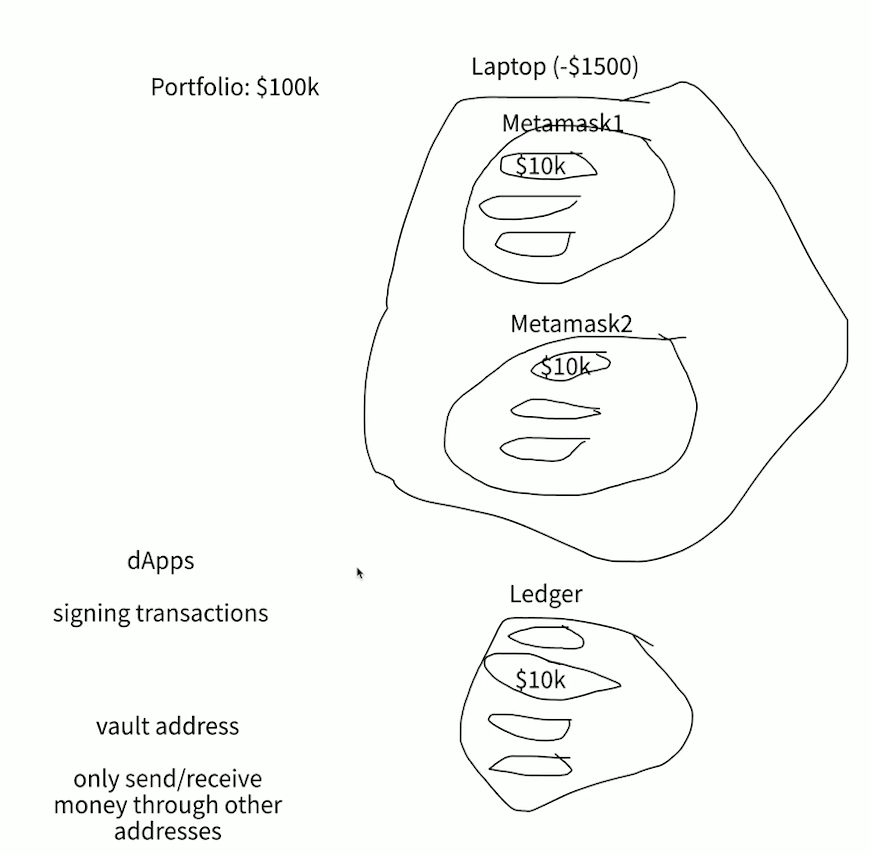 Laptop (-$1500)
Portfolio: $100k
Metamask1
$10k
Metamask2
$10k
dApps
signing transactions
Ledger
$10k
vault address
only send/receive
money through other
addresses